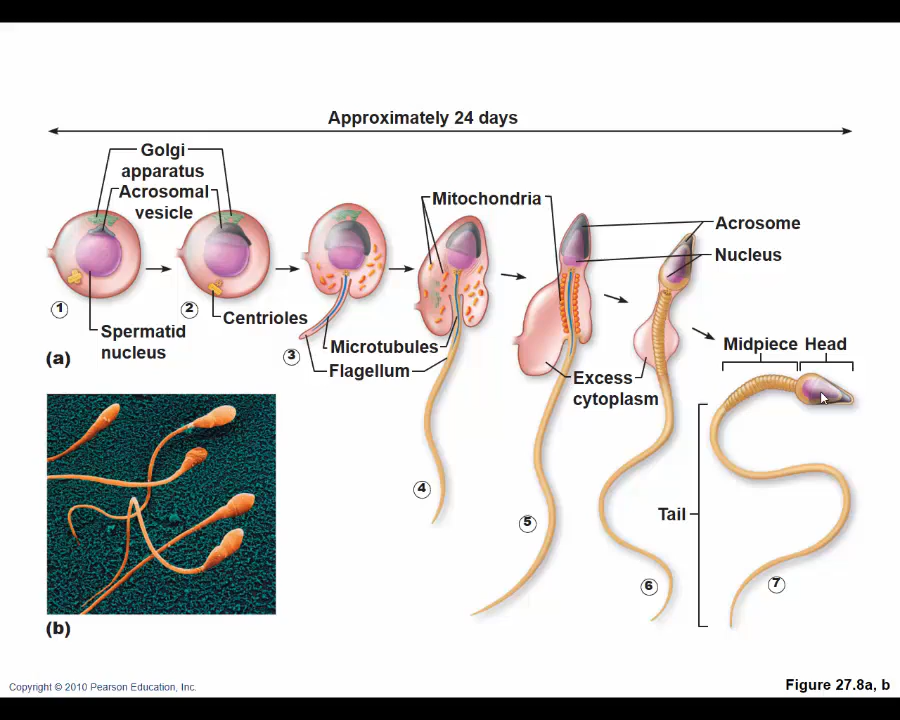 Approximately 24 days
Golgi
apparatus
Acrosomal
vesicle
Mitochondria
Acrosome
Nucleus
1
2
Centrioles
Spermatid
nucleus
(a)
3
Microtubules
Flagellum
Excess
cytoplasm
Midpiece
Head
4
5
Tail
6
7
(b)
Copyright © 2010 Pearson Education, Inc.
Figure 27.8a, b